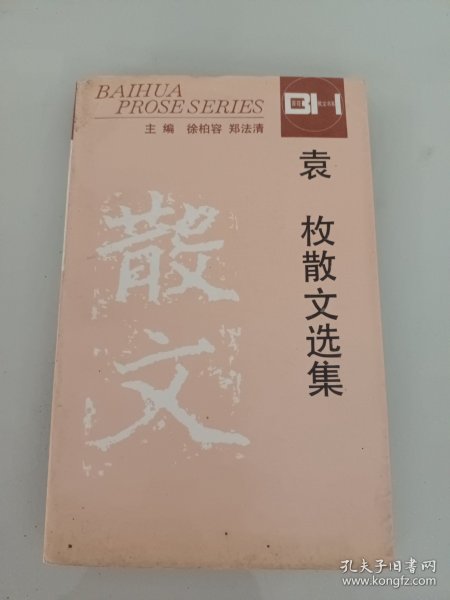 BAIHUA
PROSE SERIES
主编 徐柏容 郑法清
BH
袁 枚散文选集
散文
孔夫子旧书网
www.kongfz.com